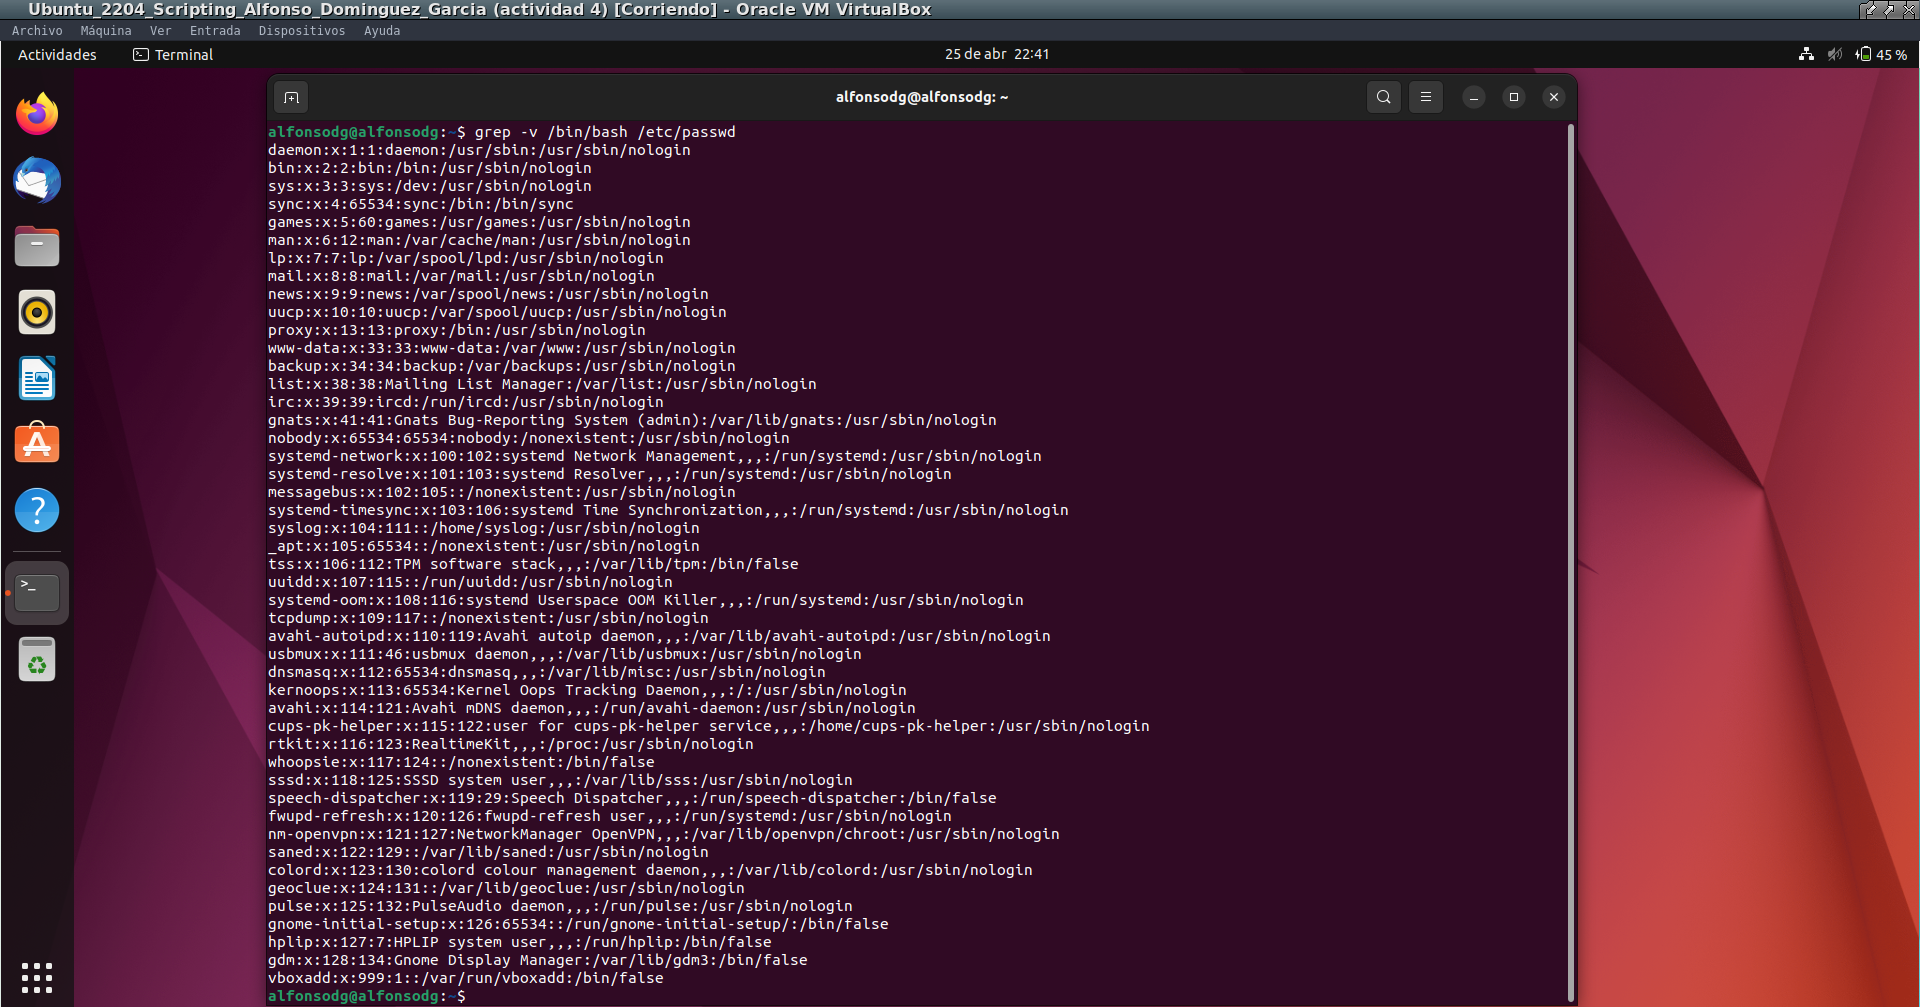 Ubuntu_2204_Scripting_Alfonso_Dominguez_Garcia (actividad 4) [Corriendo] - Oracle VM VirtualBox
Archivo Máquina Ver Entrada Dispositivos Ayuda
Actividades Terminal 25 de abr 22:41 45 %
alfonsodg@alfonsodg: ~
alfonsodg@alfonsodg:~$ grep -v /bin/bash /etc/passwd
daemon:x:1:1:daemon:/usr/sbin:/usr/sbin/nologin
bin:x:2:2:bin:/bin:/usr/sbin/nologin
sys:x:3:3:sys:/dev:/usr/sbin/nologin
sync:x:4:65534:sync:/bin:/bin/sync
games:x:5:60:games:/usr/games:/usr/sbin/nologin
man:x:6:12:man:/var/cache/man:/usr/sbin/nologin
lp:x:7:7:lp:/var/spool/lpd:/usr/sbin/nologin
mail:x:8:8:mail:/var/mail:/usr/sbin/nologin
news:x:9:9:news:/var/spool/news:/usr/sbin/nologin
uucp:x:10:10:uucp:/var/spool/uucp:/usr/sbin/nologin
proxy:x:13:13:proxy:/bin:/usr/sbin/nologin
www-data:x:33:33:www-data:/var/www:/usr/sbin/nologin
backup:x:34:34:backup:/var/backups:/usr/sbin/nologin
list:x:38:38:Mailing List Manager:/var/list:/usr/sbin/nologin
irc:x:39:39:ircd:/run/ircd:/usr/sbin/nologin
gnats:x:41:41:Gnats Bug-Reporting System (admin):/var/lib/gnats:/usr/sbin/nologin
nobody:x:65534:65534:nobody:/nonexistent:/usr/sbin/nologin
systemd-network:x:100:102:systemd Network Management,,,:/run/systemd:/usr/sbin/nologin
systemd-resolve:x:101:103:systemd Resolver,,,:/run/systemd:/usr/sbin/nologin
messagebus:x:102:105::/nonexistent:/usr/sbin/nologin
systemd-timesync:x:103:106:systemd Time Synchronization,,,:/run/systemd:/usr/sbin/nologin
syslog:x:104:111::/home/syslog:/usr/sbin/nologin
_apt:x:105:65534::/nonexistent:/usr/sbin/nologin
tss:x:106:112:TPM software stack,,,:/var/lib/tpm:/bin/false
uuidd:x:107:115::/run/uuidd:/usr/sbin/nologin
systemd-oom:x:108:116:systemd Userspace OOM Killer,,,:/run/systemd:/usr/sbin/nologin
tcpdump:x:109:117::/nonexistent:/usr/sbin/nologin
avahi-autoipd:x:110:119:Avahi autoip daemon,,,:/var/lib/avahi-autoipd:/usr/sbin/nologin
usbmux:x:111:46:usbmux daemon,,,:/var/lib/usbmux:/usr/sbin/nologin
dnsmasq:x:112:65534:dnsmasq,,,:/var/lib/misc:/usr/sbin/nologin
kernoops:x:113:65534:Kernel Oops Tracking Daemon,,,:/:/usr/sbin/nologin
avahi:x:114:121:Avahi mDNS daemon,,,:/run/avahi-daemon:/usr/sbin/nologin
cups-pk-helper:x:115:122:user for cups-pk-helper service,,,:/home/cups-pk-helper:/usr/sbin/nologin
rtkit:x:116:123:RealtimeKit,,,:/proc:/usr/sbin/nologin
whoopsie:x:117:124::/nonexistent:/bin/false
sssd:x:118:125:SSSD system user,,,:/var/lib/sss:/usr/sbin/nologin
speech-dispatcher:x:119:29:Speech Dispatcher,,,:/run/speech-dispatcher:/bin/false
fwupd-refresh:x:120:126:fwupd-refresh user,,,:/run/systemd:/usr/sbin/nologin
nm-openvpn:x:121:127:NetworkManager OpenVPN,,,:/var/lib/openvpn/chroot:/usr/sbin/nologin
saned:x:122:129::/var/lib/saned:/usr/sbin/nologin
colord:x:123:130:colord colour management daemon,,,:/var/lib/colord:/usr/sbin/nologin
geoclue:x:124:131::/var/lib/geoclue:/usr/sbin/nologin
pulse:x:125:132:PulseAudio daemon,,,:/run/pulse:/usr/sbin/nologin
gnome-initial-setup:x:126:65534::/run/gnome-initial-setup/:/bin/false
hplip:x:127:7:HPLIP system user,,,:/run/hplip:/bin/false
gdm:x:128:134:Gnome Display Manager:/var/lib/gdm3:/bin/false
vboxadd:x:999:1::/var/run/vboxadd:/bin/false
alfonsodg@alfonsodg:~$